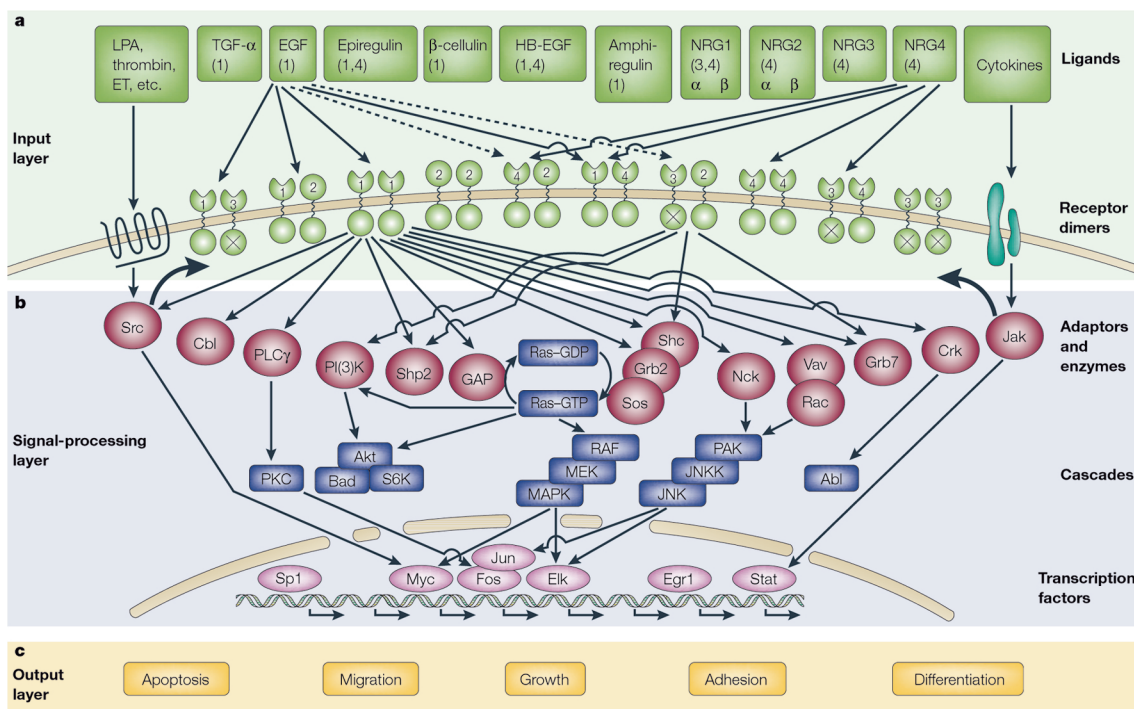 a
LPA,
thrombin,
ET, etc.
TGF-α
(1)
EGF
(1)
Epiregulin
(1,4)
β-cellulin
(1)
HB-EGF
(1,4)
Amphi-
regulin
(1)
NRG1
(3,4)
α β
NRG2
(4)
α β
NRG3
(4)
NRG4
(4)
Cytokines
Ligands
Input
layer
1 3
1 2
1 1
2 2
4 2
1 4
3 2
4 4
3 4
3 3
Receptor
dimers
b
Src
Cbl
PLCγ
PI(3)K
Shp2
GAP
Ras–GDP
Ras–GTP
Shc
Grb2
Sos
Nck
Vav
Rac
Grb7
Crk
Jak
Adaptors
and
enzymes
Signal-processing
layer
PKC
Akt
Bad
S6K
RAF
MEK
MAPK
PAK
JNKK
JNK
Abl
Cascades
Sp1
Myc
Jun
Fos
Elk
Egr1
Stat
Transcription
factors
c
Output
layer
Apoptosis
Migration
Growth
Adhesion
Differentiation